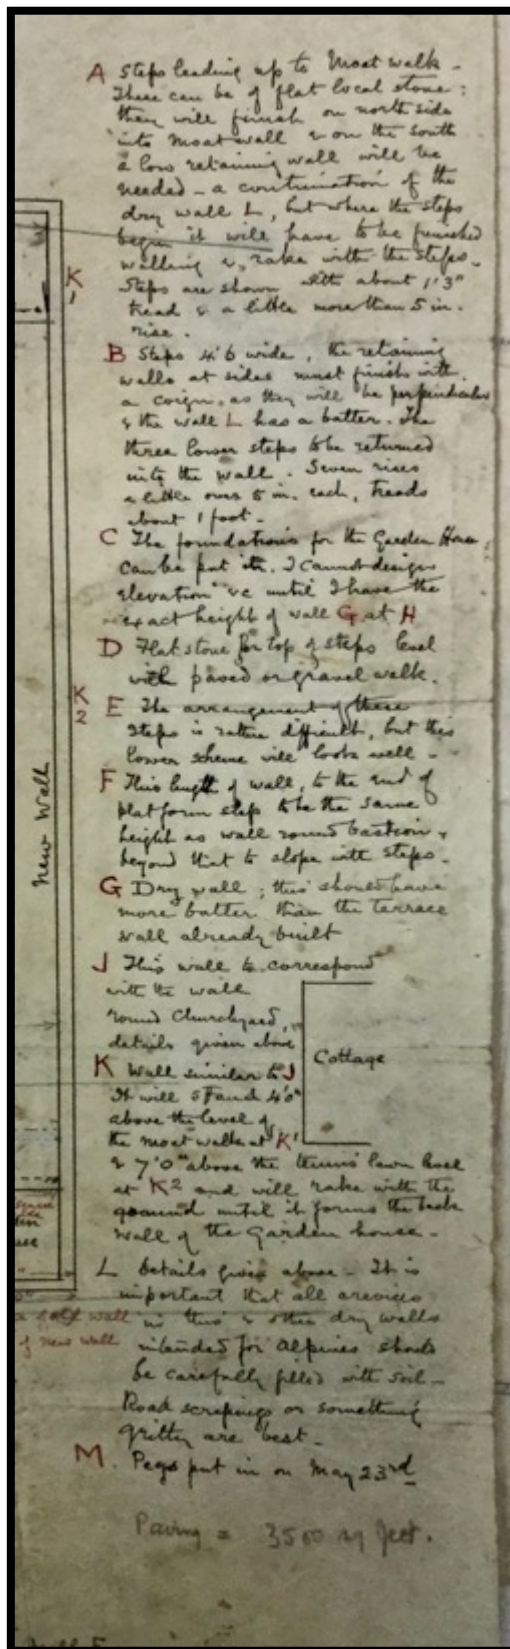 A Steps leading up to Moat walk -
These can be of flat local stone :
they will finish on north side
into Moat wall & on the South
a low retaining wall will be
needed - a continuation of the
dry wall L, but where the steps
begin it will have to be finished
walling & rake with the steps.
Steps are shown with about 1'3"
tread & a little more than 5 in.
rise.
K1
B Steps 4'6 wide, the retaining
walls at sides must finish with
a coign, as they will be perpendicular
& the wall L has a batter. The
three lower steps to be returned
into the wall. Seven rises
a little over 5 in. each, treads
about 1 foot -
C The foundations for the Garden House
can be put in. I cannot design
elevation &c until I have the
exact height of wall G at H
D Flat stone for top of steps level
with paved or gravel walk.
K2
E The arrangement of these
steps is rather difficult, but this
lower scheme will look well -
F This length of wall, to the end of
platform step to be the same
height as wall round bastion,
beyond that to slope with steps.
New Wall
G Dry wall ; this should have
more batter than the terrace
wall already built
J This wall to correspond
with the wall
round Churchyard,
details given above
Cottage
K Wall similar to J
It will stand 4'0"
above the level of
the moat walk at K1
& 7'0" above the tennis lawn level
at K2 and will rake with the
ground until it forms the back
wall of the Garden house -
L Details given above - It is
important that all crevices
in this & other dry walls
intended for Alpines should
be carefully filled with soil -
Road scrapings or something
gritty are best -
wall
of new wall
M. Pegs put in on May 23rd
Paving = 3500 sq feet.